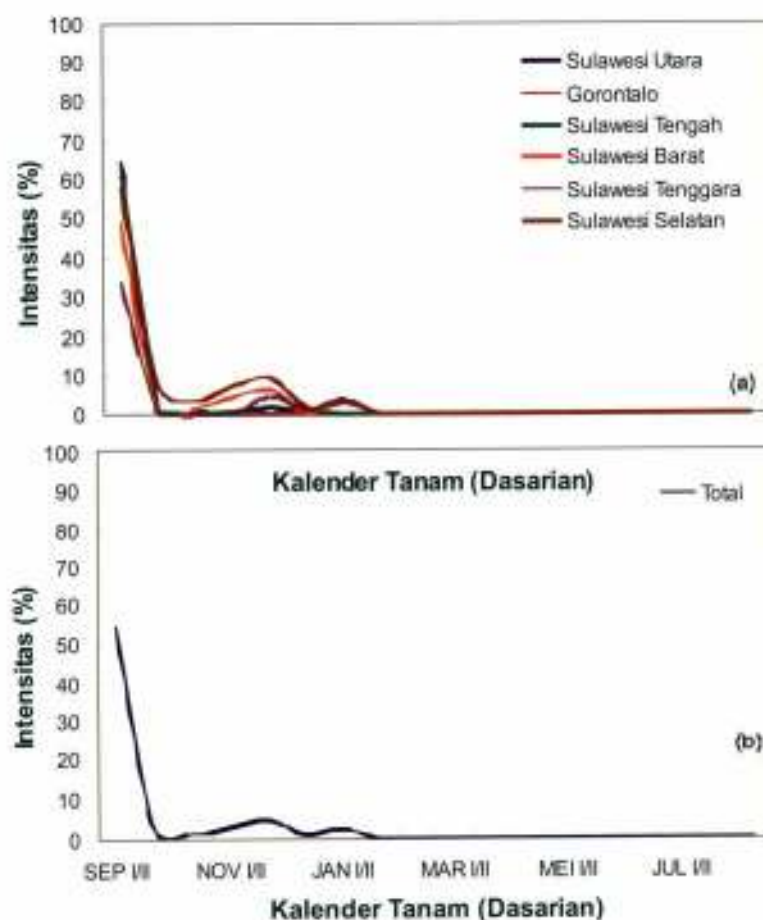 100
90
80
70
60
50
40
30
20
10
0
Intensitas (%)
Sulawesi Utara
Gorontalo
Sulawesi Tengah
Sulawesi Barat
Sulawesi Tenggara
Sulawesi Selatan
(a)
100
90
80
70
60
50
40
30
20
10
0
Intensitas (%)
Kalender Tanam (Dasarian)
Total
(b)
SEP I/II NOV I/II JAN I/II MAR I/II MEI I/II JUL I/II
Kalender Tanam (Dasarian)